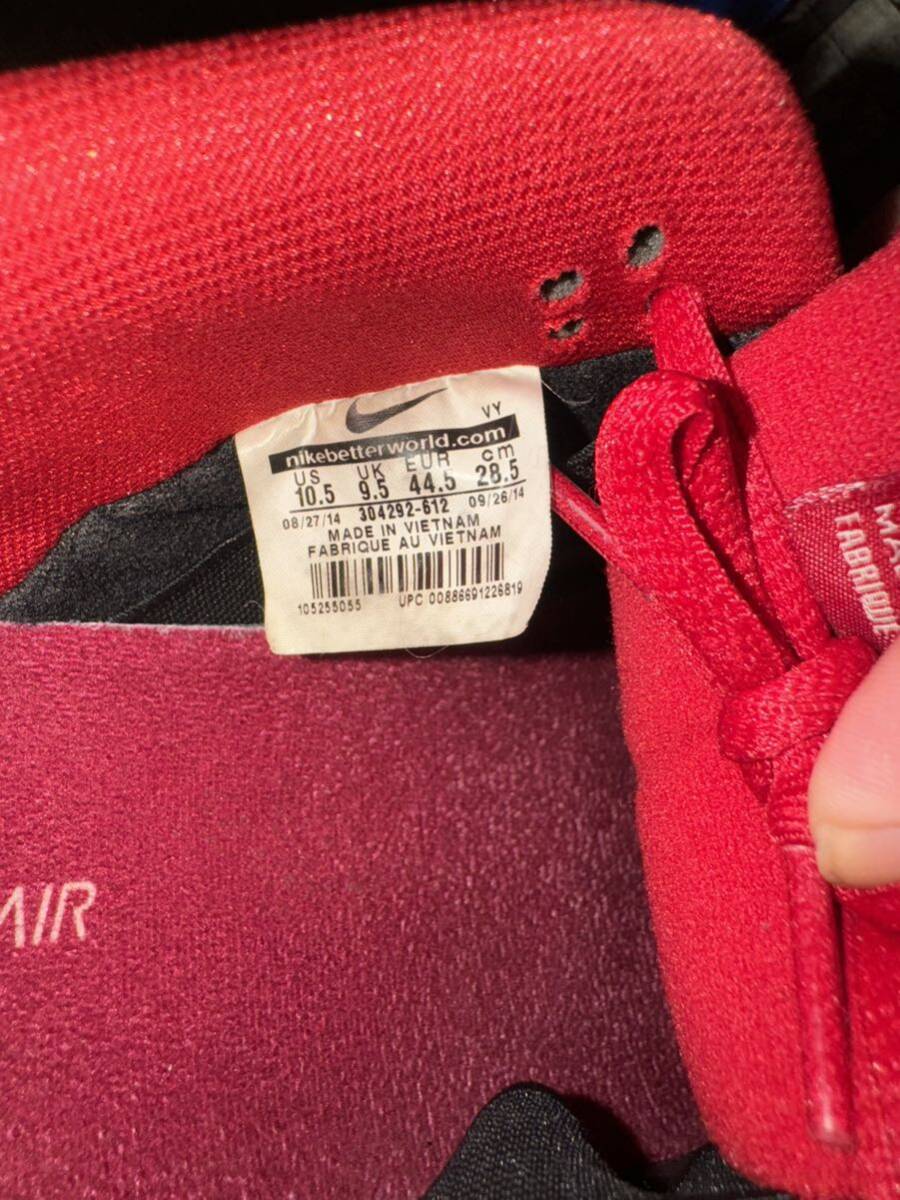 VY
nikebetterworld.com
US UK EUR cm
10.5 9.5 44.5 28.5
08/27/14 304292-612 09/26/14
MADE IN VIETNAM
FABRIQUE AU VIETNAM
105255055 UPC 00886691226819
AIR
FABRIQUE